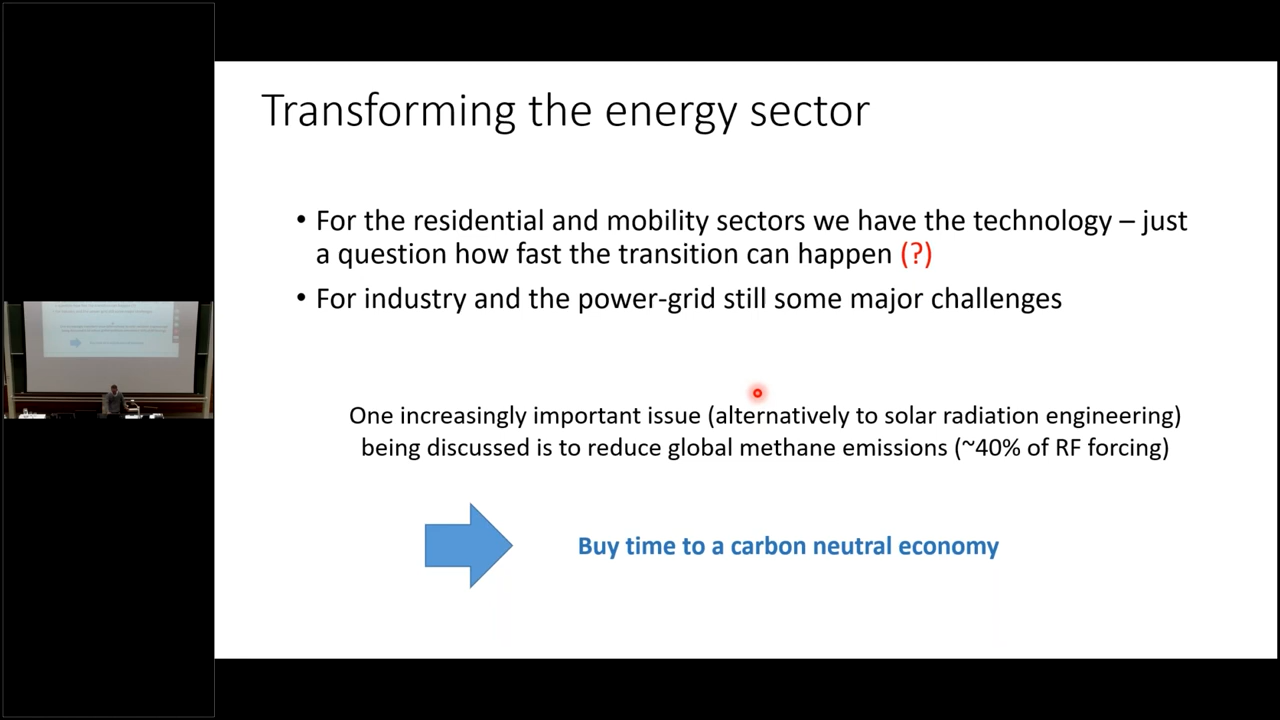 Transforming the energy sector
• For the residential and mobility sectors we have the technology – just
a question how fast the transition can happen (?)
• For industry and the power-grid still some major challenges
One increasingly important issue (alternatively to solar radiation engineering)
being discussed is to reduce global methane emissions (~40% of RF forcing)
Buy time to a carbon neutral economy